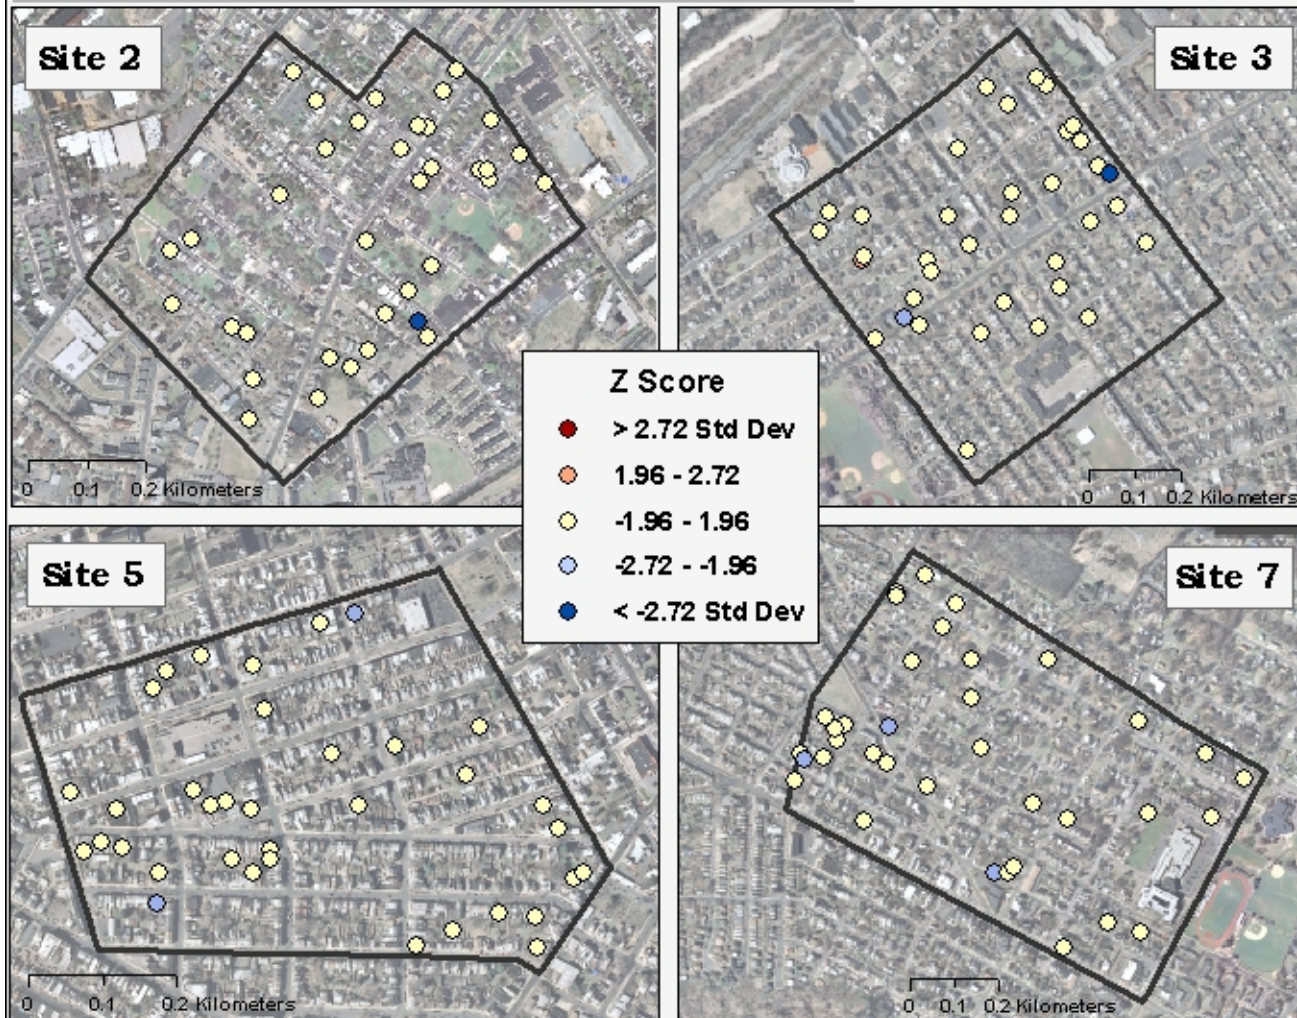 Site 2
Site 3
0 0.1 0.2 Kilometers
0 0.1 0.2 Kilometers
Z Score
> 2.72 Std Dev
1.96 - 2.72
-1.96 - 1.96
-2.72 - -1.96
< -2.72 Std Dev
Site 5
Site 7
0 0.1 0.2 Kilometers
0 0.1 0.2 Kilometers